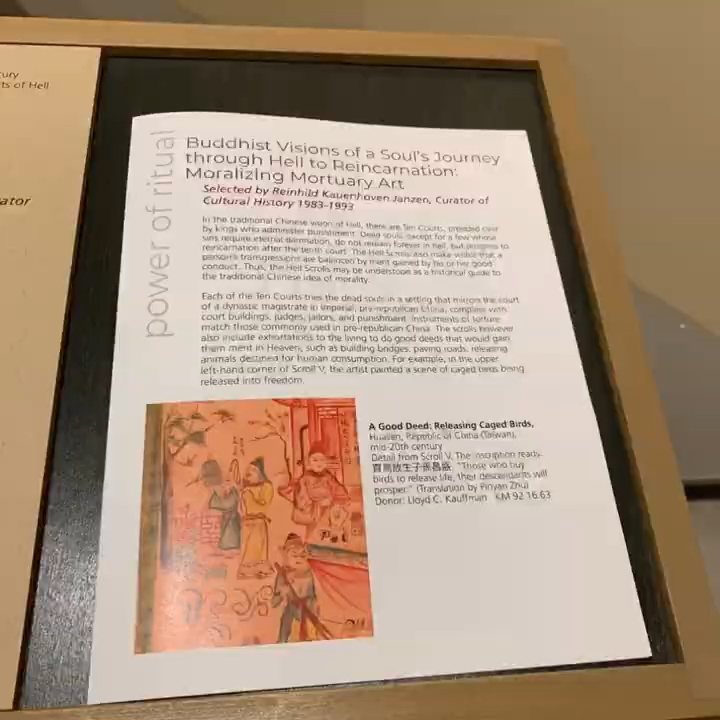 ury
ts of Hell
ator
power of ritual
Buddhist Visions of a Soul's Journey
through Hell to Reincarnation:
Moralizing Mortuary Art
Selected by Reinhild Kauenhoven Janzen, Curator of
Cultural History 1983-1993
In the traditional Chinese vision of Hell, there are Ten Courts, presided over
by kings who administer punishment. Dead souls, except for a few whose
sins require eternal damnation, do not remain forever in hell, but progress to
reincarnation after the tenth court. The Hell Scrolls also make visible that a
person's transgressions are balanced by merit gained by his or her good
conduct. Thus, the Hell Scrolls may be understood as a historical guide to
the traditional Chinese idea of morality.
Each of the Ten Courts tries the dead souls in a setting that mirrors the court
of a dynastic magistrate in imperial, pre-republican China, complete with
court buildings, judges, jailors, and punishment. Instruments of torture
match those commonly used in pre-republican China. The scrolls however
also include exhortations to the living to do good deeds that would gain
them merit in Heaven, such as building bridges, paving roads, releasing
animals destined for human consumption. For example, in the upper
left-hand corner of Scroll V, the artist painted a scene of caged birds being
released into freedom.
A Good Deed: Releasing Caged Birds,
Hualien, Republic of China (Taiwan),
mid-20th century
Detail from Scroll V. The inscription reads
買鳥放生子孫昌盛 "Those who buy
birds to release life, their descendants will
prosper." (Translation by Pinyan Zhu)
Donor: Lloyd C. Kauffman KM 92.16.63